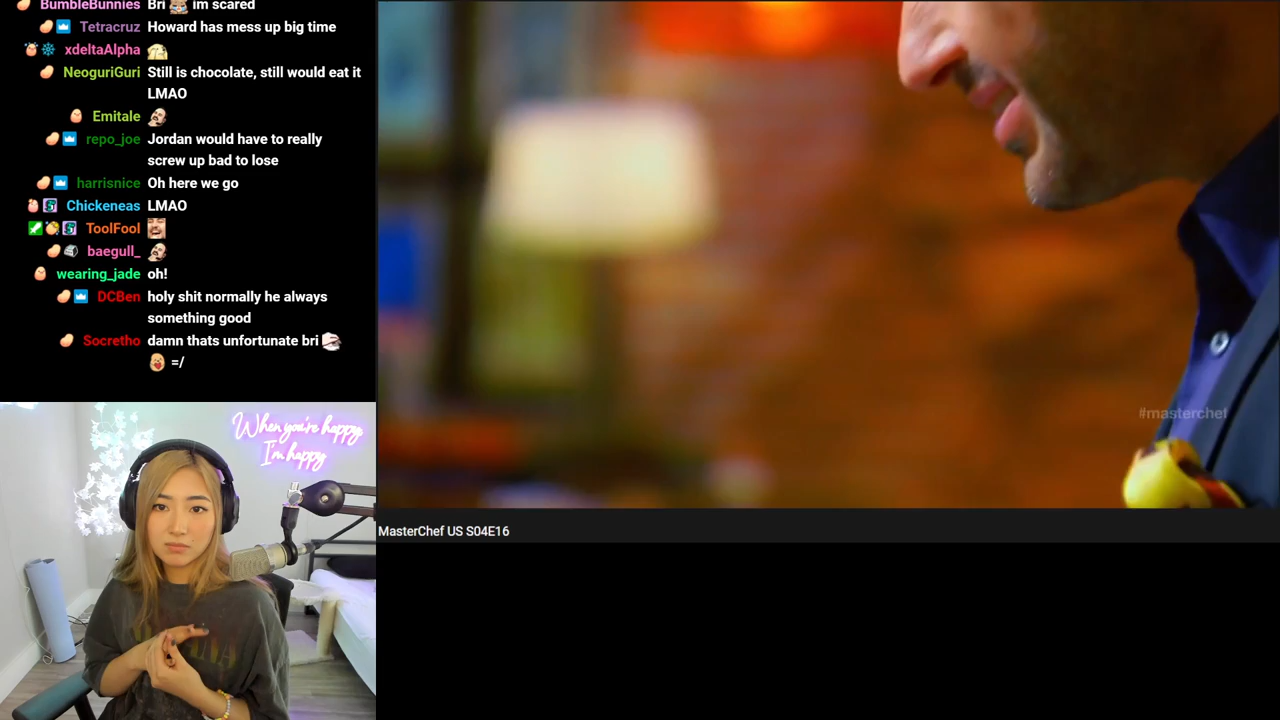 BumbleBunnies Bri im scared
Tetracruz Howard has mess up big time
xdeltaAlpha
NeoguriGuri Still is chocolate, still would eat it
LMAO
Emitale
repo_joe Jordan would have to really
screw up bad to lose
harrisnice Oh here we go
Chickeneas LMAO
ToolFool
baegull_
wearing_jade oh!
DCBen holy shit normally he always
something good
Socretho damn thats unfortunate bri
=/
When you're happy,
I'm happy
#masterchef
MasterChef US S04E16